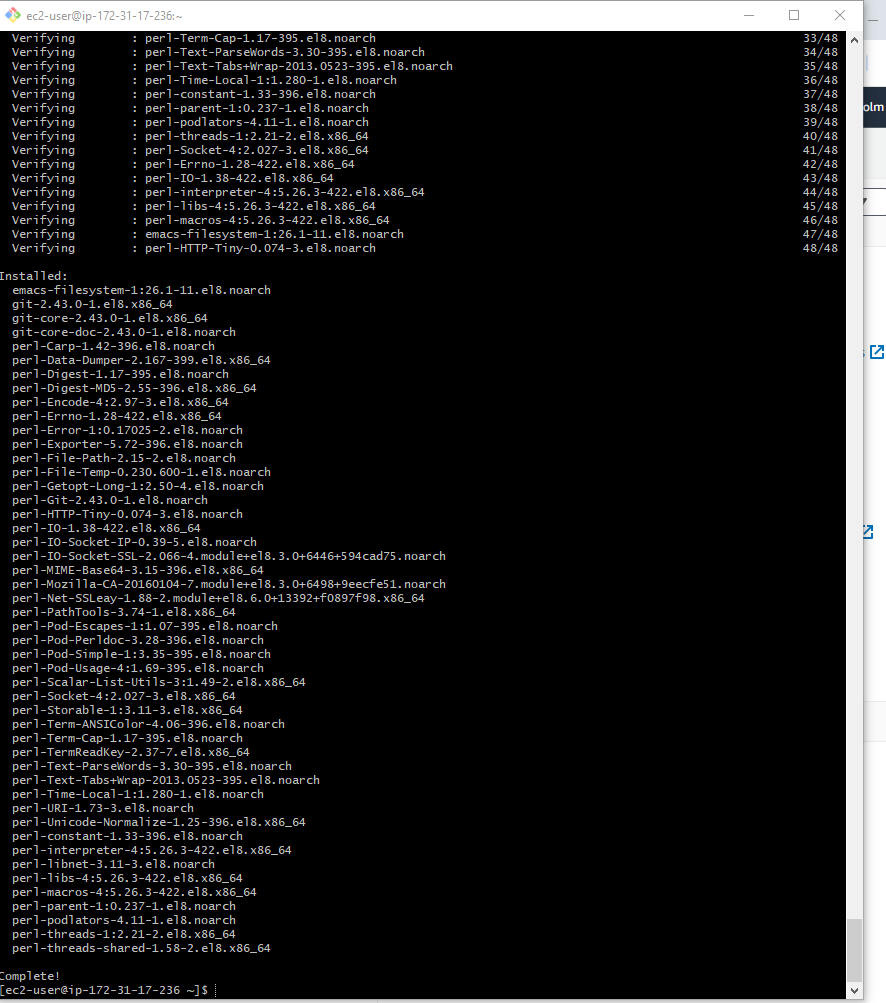 ec2-user@ip-172-31-17-236:~
Verifying : perl-Term-Cap-1.17-395.el8.noarch 33/48
Verifying : perl-Text-ParseWords-3.30-395.el8.noarch 34/48
Verifying : perl-Text-Tabs+Wrap-2013.0523-395.el8.noarch 35/48
Verifying : perl-Time-Local-1:1.280-1.el8.noarch 36/48
Verifying : perl-constant-1.33-396.el8.noarch 37/48
Verifying : perl-parent-1:0.237-1.el8.noarch 38/48
Verifying : perl-podlators-4.11-1.el8.noarch 39/48
Verifying : perl-threads-1:2.21-2.el8.x86_64 40/48
Verifying : perl-Socket-4:2.027-3.el8.x86_64 41/48
Verifying : perl-Errno-1.28-422.el8.x86_64 42/48
Verifying : perl-IO-1.38-422.el8.x86_64 43/48
Verifying : perl-interpreter-4:5.26.3-422.el8.x86_64 44/48
Verifying : perl-libs-4:5.26.3-422.el8.x86_64 45/48
Verifying : perl-macros-4:5.26.3-422.el8.x86_64 46/48
Verifying : emacs-filesystem-1:26.1-11.el8.noarch 47/48
Verifying : perl-HTTP-Tiny-0.074-3.el8.noarch 48/48
Installed:
emacs-filesystem-1:26.1-11.el8.noarch
git-2.43.0-1.el8.x86_64
git-core-2.43.0-1.el8.x86_64
git-core-doc-2.43.0-1.el8.noarch
perl-Carp-1.42-396.el8.noarch
perl-Data-Dumper-2.167-399.el8.x86_64
perl-Digest-1.17-395.el8.noarch
perl-Digest-MD5-2.55-396.el8.x86_64
perl-Encode-4:2.97-3.el8.x86_64
perl-Errno-1.28-422.el8.x86_64
perl-Error-1:0.17025-2.el8.noarch
perl-Exporter-5.72-396.el8.noarch
perl-File-Path-2.15-2.el8.noarch
perl-File-Temp-0.230.600-1.el8.noarch
perl-Getopt-Long-1:2.50-4.el8.noarch
perl-Git-2.43.0-1.el8.noarch
perl-HTTP-Tiny-0.074-3.el8.noarch
perl-IO-1.38-422.el8.x86_64
perl-IO-Socket-IP-0.39-5.el8.noarch
perl-IO-Socket-SSL-2.066-4.module+el8.3.0+6446+594cad75.noarch
perl-MIME-Base64-3.15-396.el8.x86_64
perl-Mozilla-CA-20160104-7.module+el8.3.0+6498+9eecfe51.noarch
perl-Net-SSLeay-1.88-2.module+el8.6.0+13392+f0897f98.x86_64
perl-PathTools-3.74-1.el8.x86_64
perl-Pod-Escapes-1:1.07-395.el8.noarch
perl-Pod-Perldoc-3.28-396.el8.noarch
perl-Pod-Simple-1:3.35-395.el8.noarch
perl-Pod-Usage-4:1.69-395.el8.noarch
perl-Scalar-List-Utils-3:1.49-2.el8.x86_64
perl-Socket-4:2.027-3.el8.x86_64
perl-Storable-1:3.11-3.el8.x86_64
perl-Term-ANSIColor-4.06-396.el8.noarch
perl-Term-Cap-1.17-395.el8.noarch
perl-TermReadKey-2.37-7.el8.x86_64
perl-Text-ParseWords-3.30-395.el8.noarch
perl-Text-Tabs+Wrap-2013.0523-395.el8.noarch
perl-Time-Local-1:1.280-1.el8.noarch
perl-URI-1.73-3.el8.noarch
perl-Unicode-Normalize-1.25-396.el8.x86_64
perl-constant-1.33-396.el8.noarch
perl-interpreter-4:5.26.3-422.el8.x86_64
perl-libnet-3.11-3.el8.noarch
perl-libs-4:5.26.3-422.el8.x86_64
perl-macros-4:5.26.3-422.el8.x86_64
perl-parent-1:0.237-1.el8.noarch
perl-podlators-4.11-1.el8.noarch
perl-threads-1:2.21-2.el8.x86_64
perl-threads-shared-1.58-2.el8.x86_64
Complete!
[ec2-user@ip-172-31-17-236 ~]$
olm